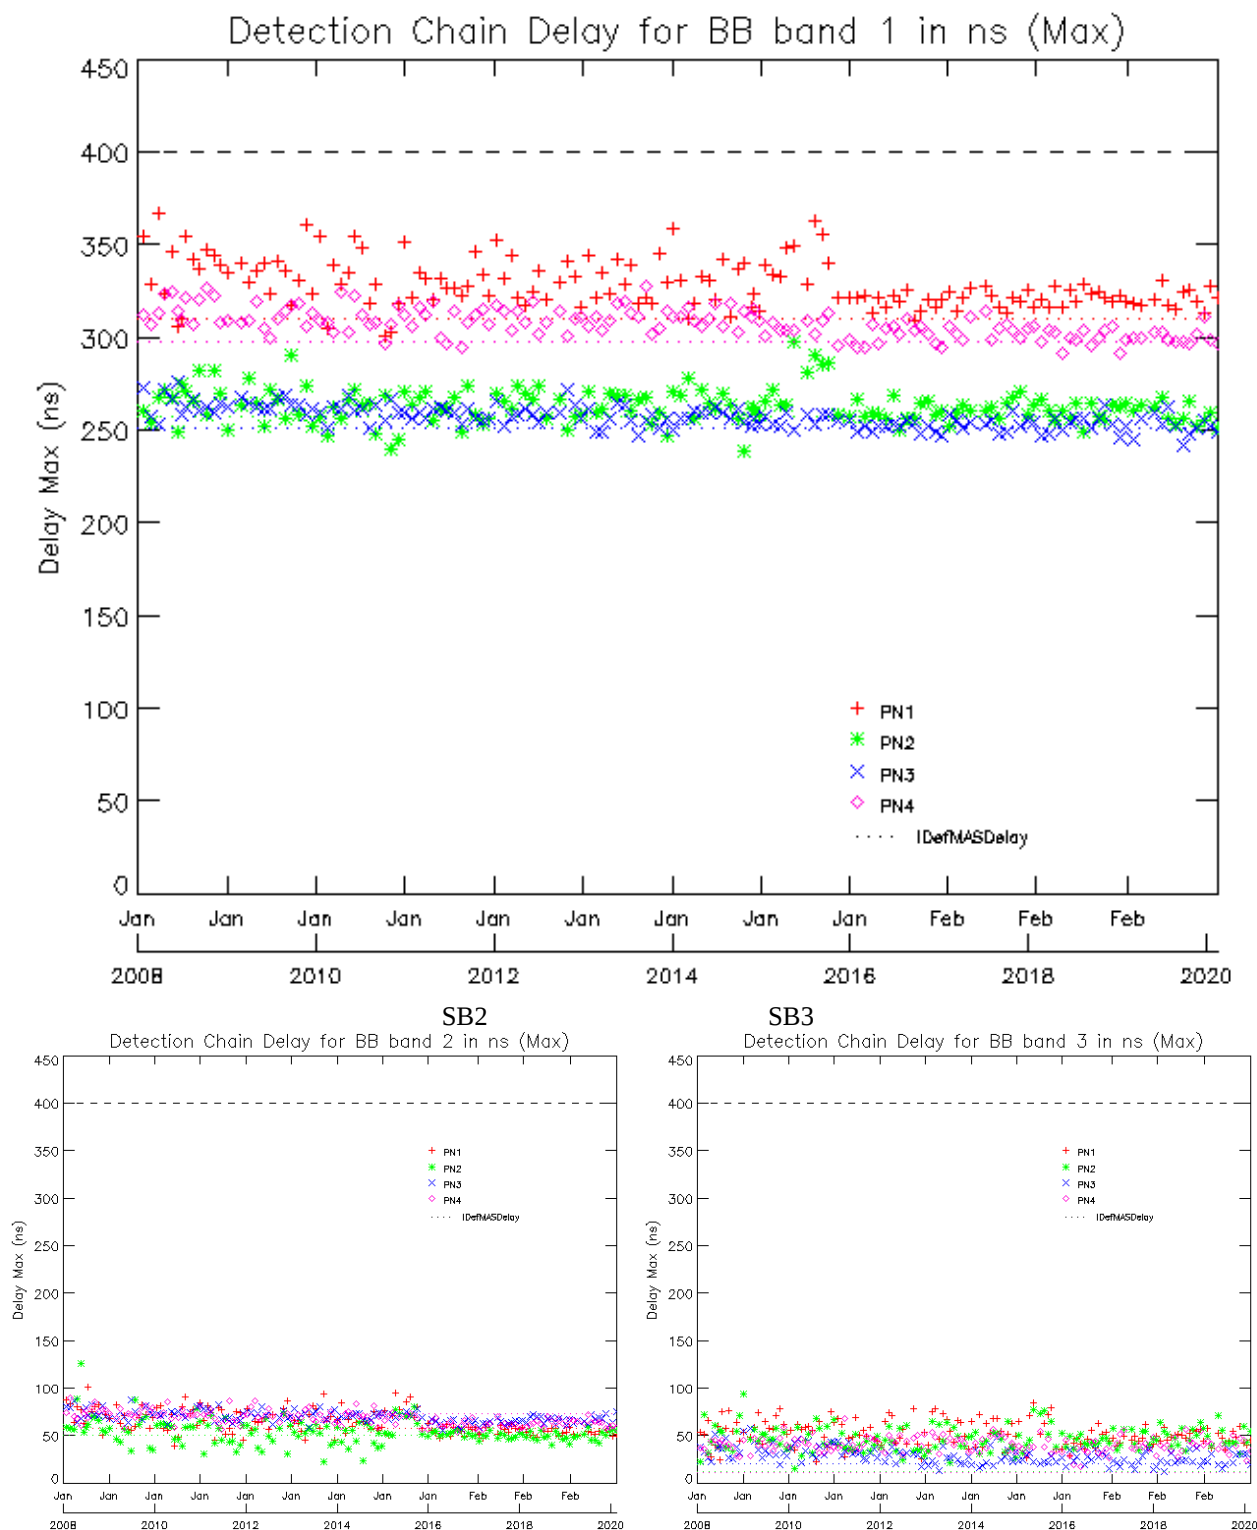 Detection Chain Delay for BB band 1 in ns (Max)
450
400
350
300
250
200
150
100
50
0
Delay Max (ns)
PN1
PN2
PN3
PN4
IDefMASDelay
Jan Jan Jan Jan Jan Jan Jan Jan Jan Feb Feb Feb
2008 2010 2012 2014 2016 2018 2020
SB2 SB3
Detection Chain Delay for BB band 2 in ns (Max)
450
400
350
300
250
200
150
100
50
0
Delay Max (ns)
PN1
PN2
PN3
PN4
IDefMASDelay
Jan Jan Jan Jan Jan Jan Jan Jan Jan Feb Feb Feb
2008 2010 2012 2014 2016 2018 2020
Detection Chain Delay for BB band 3 in ns (Max)
450
400
350
300
250
200
150
100
50
0
Delay Max (ns)
PN1
PN2
PN3
PN4
IDefMASDelay
Jan Jan Jan Jan Jan Jan Jan Jan Jan Feb Feb Feb
2008 2010 2012 2014 2016 2018 2020